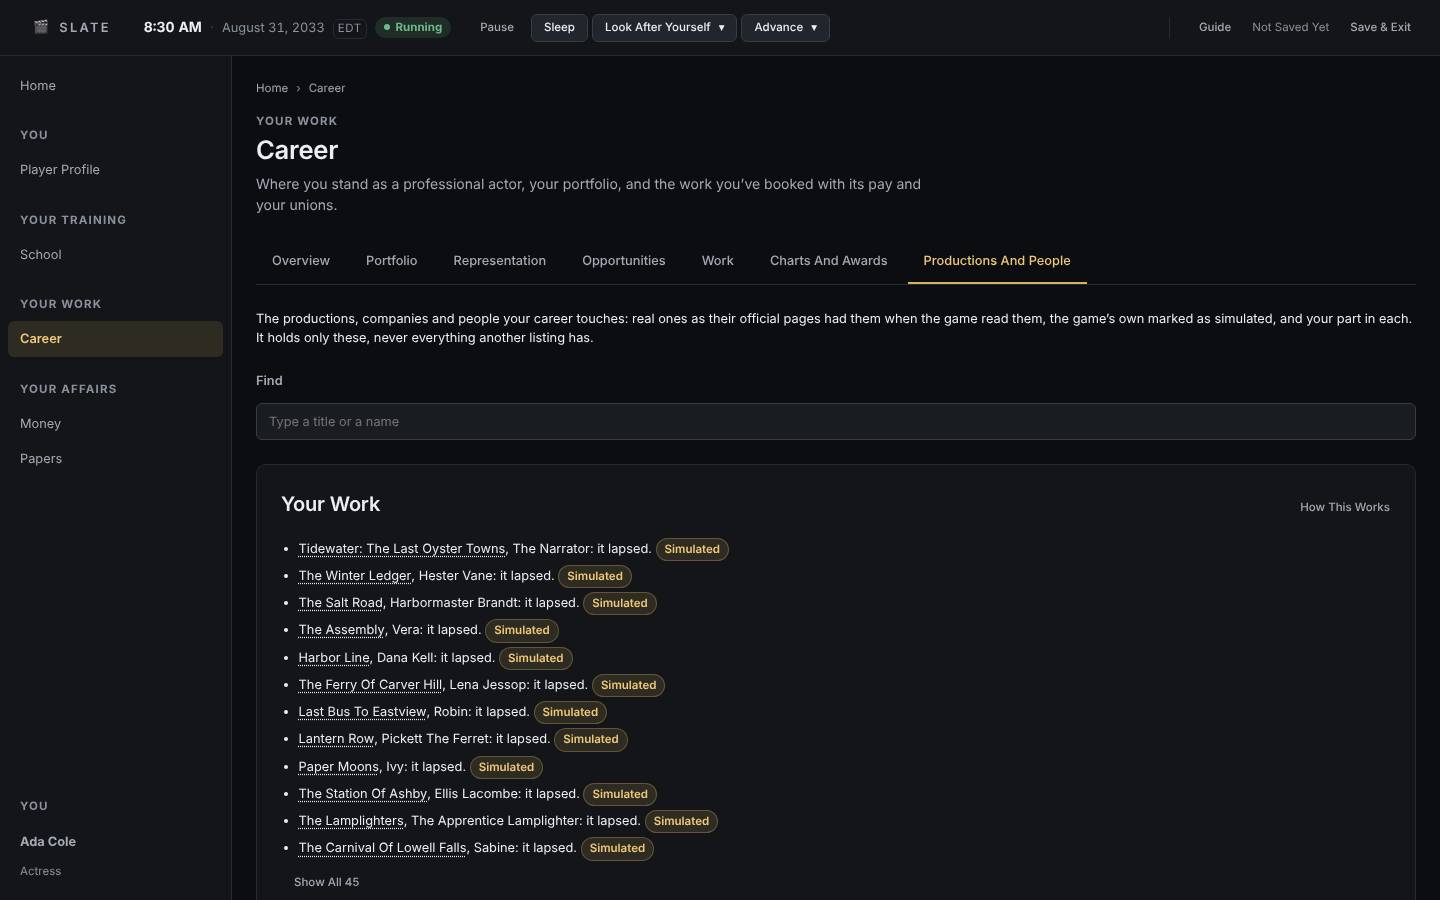 SLATE
8:30 AM · August 31, 2033 EDT Running Pause Sleep Look After Yourself ▾ Advance ▾ Guide Not Saved Yet Save & Exit
Home
YOU
Player Profile
YOUR TRAINING
School
YOUR WORK
Career
YOUR AFFAIRS
Money
Papers
YOU
Ada Cole
Actress
Home › Career
YOUR WORK
Career
Where you stand as a professional actor, your portfolio, and the work you’ve booked with its pay and
your unions.
Overview Portfolio Representation Opportunities Work Charts And Awards Productions And People
The productions, companies and people your career touches: real ones as their official pages had them when the game read them, the game’s own marked as simulated, and your part in each.
It holds only these, never everything another listing has.
Find
Type a title or a name
Your Work How This Works
• Tidewater: The Last Oyster Towns, The Narrator: it lapsed. Simulated
• The Winter Ledger, Hester Vane: it lapsed. Simulated
• The Salt Road, Harbormaster Brandt: it lapsed. Simulated
• The Assembly, Vera: it lapsed. Simulated
• Harbor Line, Dana Kell: it lapsed. Simulated
• The Ferry Of Carver Hill, Lena Jessop: it lapsed. Simulated
• Last Bus To Eastview, Robin: it lapsed. Simulated
• Lantern Row, Pickett The Ferret: it lapsed. Simulated
• Paper Moons, Ivy: it lapsed. Simulated
• The Station Of Ashby, Ellis Lacombe: it lapsed. Simulated
• The Lamplighters, The Apprentice Lamplighter: it lapsed. Simulated
• The Carnival Of Lowell Falls, Sabine: it lapsed. Simulated
Show All 45